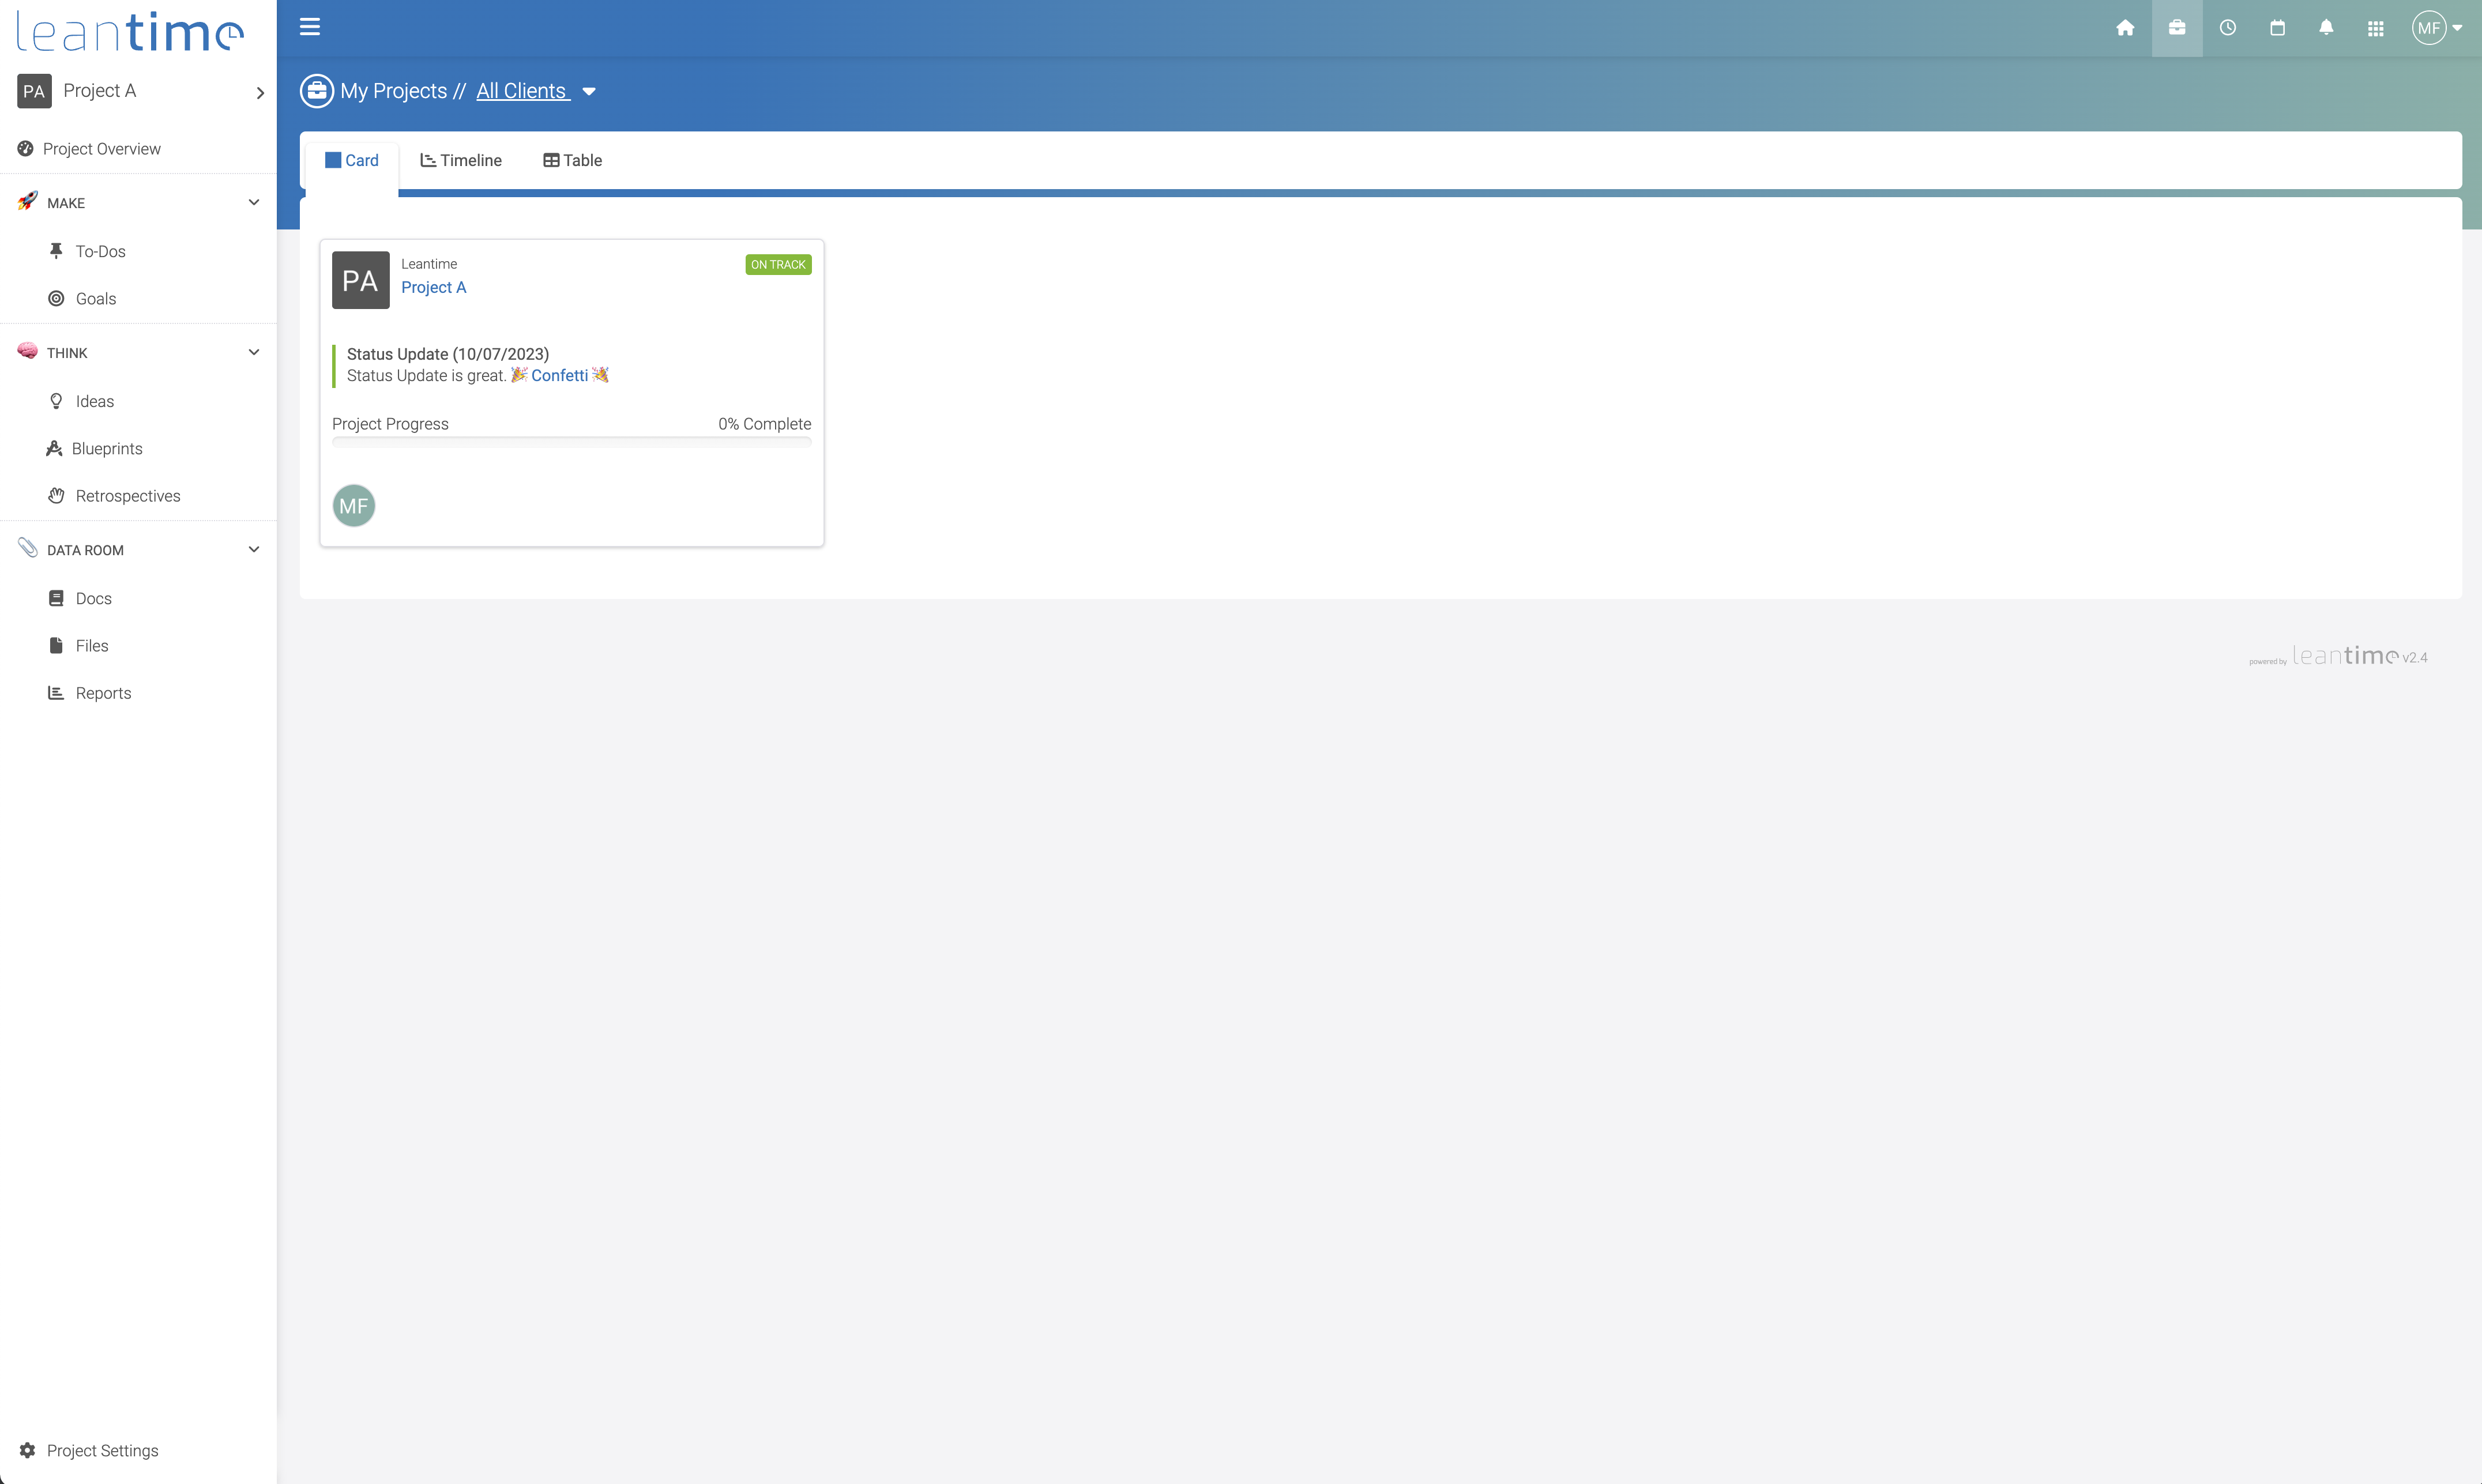 leantime
PA Project A
Project Overview
MAKE
To-Dos
Goals
THINK
Ideas
Blueprints
Retrospectives
DATA ROOM
Docs
Files
Reports
Project Settings
MF
My Projects // All Clients
Card Timeline Table
PA
Leantime
Project A
ON TRACK
Status Update (10/07/2023)
Status Update is great. 🎉 Confetti 🎉
Project Progress 0% Complete
MF
powered by leantime v2.4